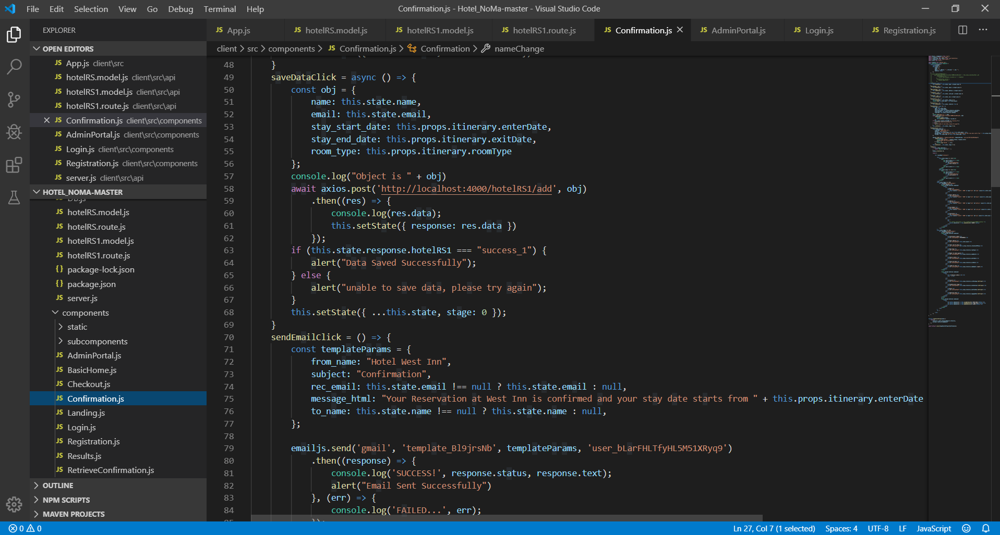 File Edit Selection View Go Debug Terminal Help
Confirmation.js - Hotel_NoMa-master - Visual Studio Code
EXPLORER
OPEN EDITORS
JS App.js client\src
JS hotelRS.model.js client\src\api
JS hotelRS1.model.js client\src\api
JS hotelRS1.route.js client\src\api
JS Confirmation.js client\src\components
JS AdminPortal.js client\src\components
JS Login.js client\src\components
JS Registration.js client\src\components
JS server.js client\src\api
HOTEL_NOMA-MASTER
JS DB.js
JS hotelRS.model.js
JS hotelRS.route.js
JS hotelRS1.model.js
JS hotelRS1.route.js
{} package-lock.json
{} package.json
JS server.js
components
static
subcomponents
JS AdminPortal.js
JS BasicHome.js
JS Checkout.js
JS Confirmation.js
JS Landing.js
JS Login.js
JS Registration.js
JS Results.js
JS RetrieveConfirmation.js
OUTLINE
NPM SCRIPTS
MAVEN PROJECTS
JS App.js JS hotelRS.model.js JS hotelRS1.model.js JS hotelRS1.route.js JS Confirmation.js JS AdminPortal.js JS Login.js JS Registration.js
client > src > components > JS Confirmation.js > Confirmation > nameChange
48 }
49 saveDataClick = async () => {
50 const obj = {
51 name: this.state.name,
52 email: this.state.email,
53 stay_start_date: this.props.itinerary.enterDate,
54 stay_end_date: this.props.itinerary.exitDate,
55 room_type: this.props.itinerary.roomType
56 };
57 console.log("Object is " + obj)
58 await axios.post('http://localhost:4000/hotelRS1/add', obj)
59 .then((res) => {
60 console.log(res.data);
61 this.setState({ response: res.data })
62 });
63 if (this.state.response.hotelRS1 === "success_1") {
64 alert("Data Saved Successfully");
65 } else {
66 alert("unable to save data, please try again");
67 }
68 this.setState({ ...this.state, stage: 0 });
69 }
70 sendEmailClick = () => {
71 const templateParams = {
72 from_name: "Hotel West Inn",
73 subject: "Confirmation",
74 rec_email: this.state.email !== null ? this.state.email : null,
75 message_html: "Your Reservation at West Inn is confirmed and your stay date starts from " + this.props.itinerary.enterDate
76 to_name: this.state.name !== null ? this.state.name : null,
77 };
78
79 emailjs.send('gmail', 'template_Bl9jrsNb', templateParams, 'user_bLarFHLTfyHL5M51XRyq9')
80 .then((response) => {
81 console.log('SUCCESS!', response.status, response.text);
82 alert("Email Sent Successfully")
83 }, (err) => {
84 console.log('FAILED...', err);
85 });
0 0
Ln 27, Col 7 (1 selected) Spaces: 4 UTF-8 LF JavaScript